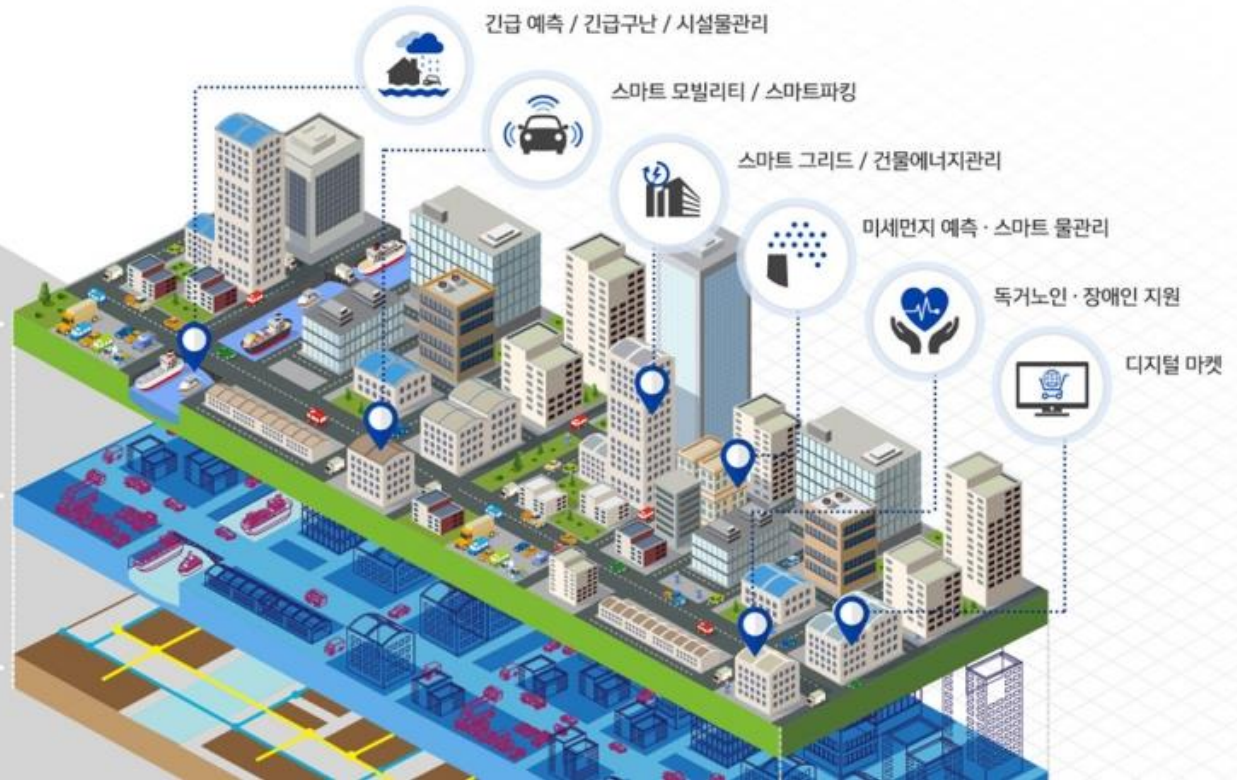 긴급 예측 / 긴급구난 / 시설물관리
스마트 모빌리티 / 스마트파킹
스마트 그리드 / 건물에너지관리
미세먼지 예측 · 스마트 물관리
독거노인 · 장애인 지원
디지털 마켓